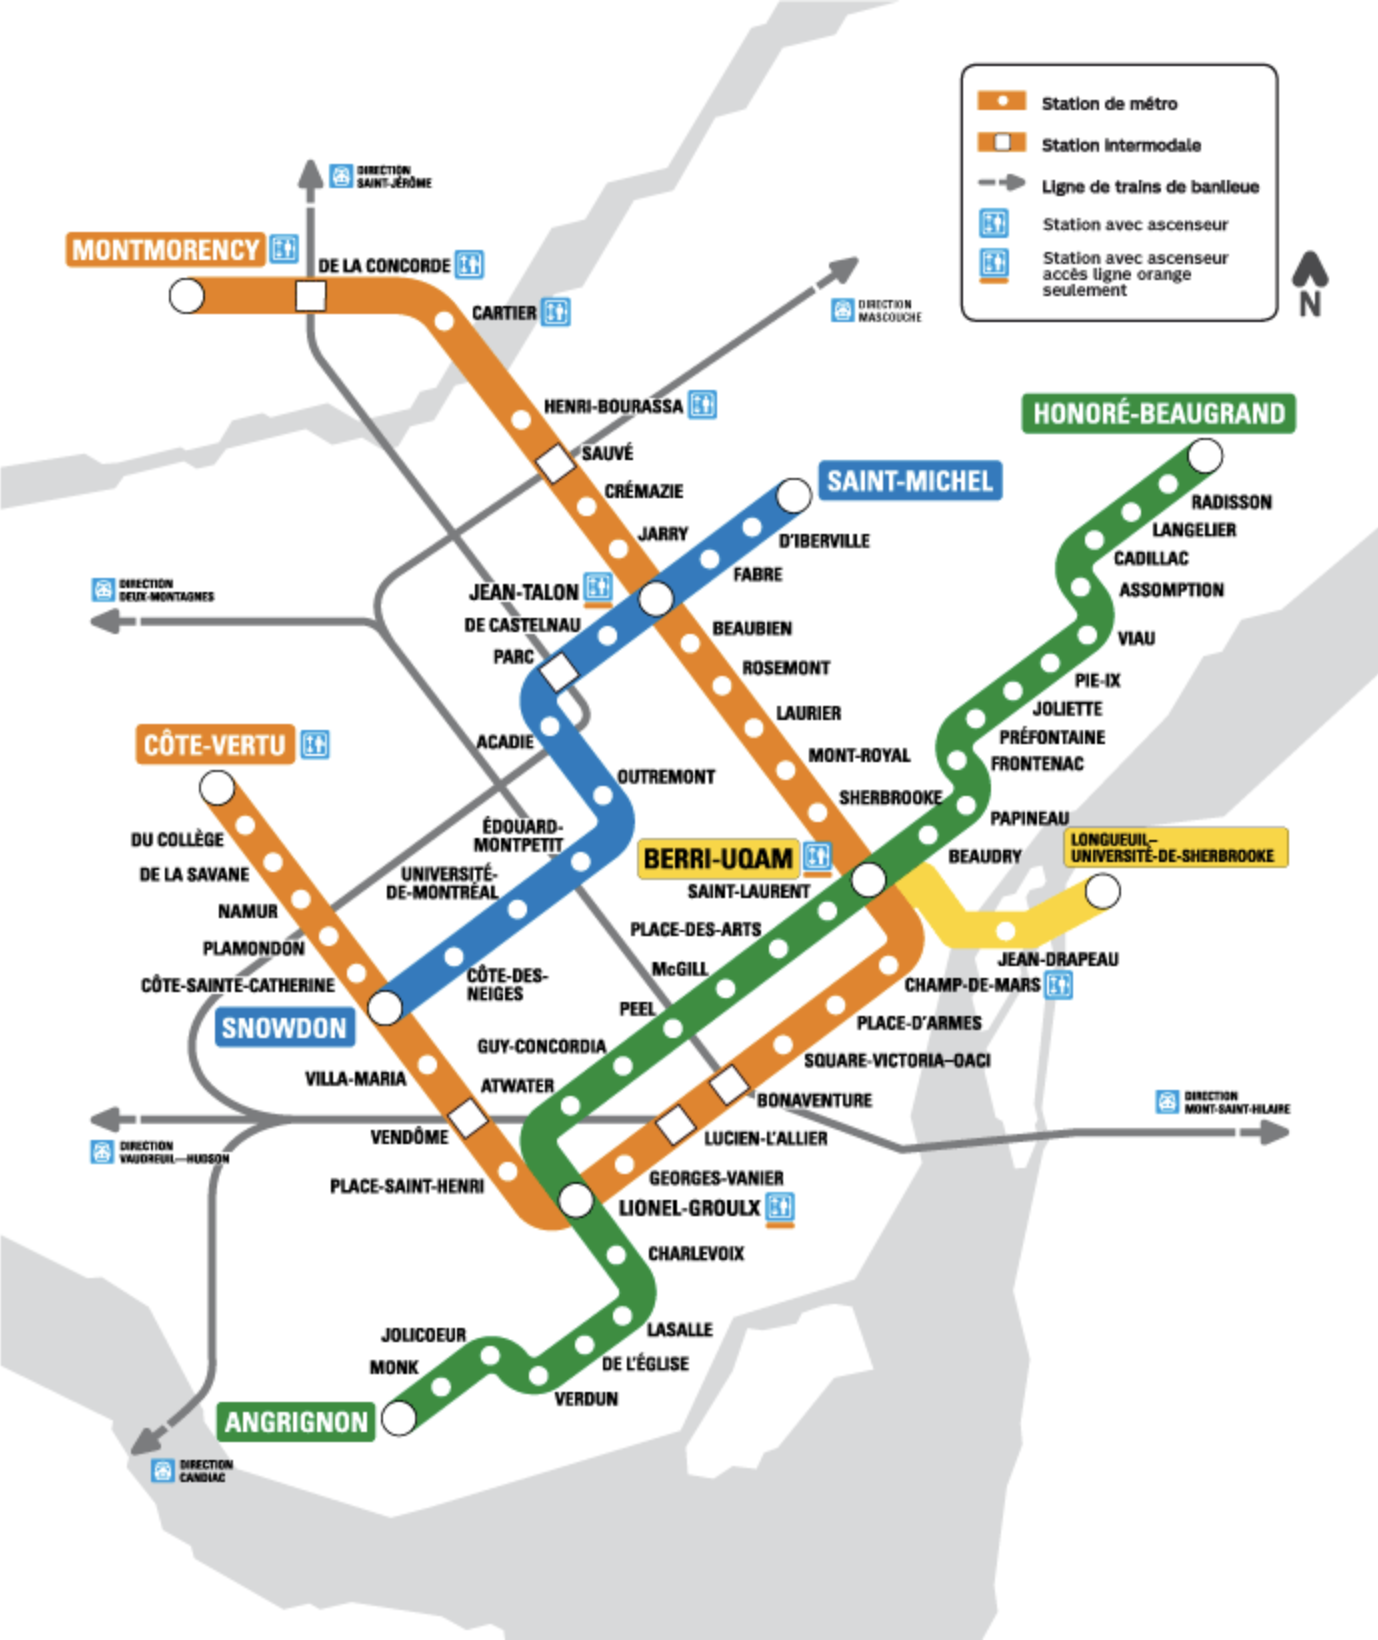 Station de métro
Station intermodale
Ligne de trains de banlieue
Station avec ascenseur
Station avec ascenseur
accès ligne orange
seulement
N
DIRECTION
SAINT-JÉRÔME
MONTMORENCY
DE LA CONCORDE
CARTIER
DIRECTION
MASCOUCHE
HENRI-BOURASSA
SAUVÉ
CRÉMAZIE
JARRY
JEAN-TALON
BEAUBIEN
ROSEMONT
LAURIER
MONT-ROYAL
SHERBROOKE
BERRI-UQAM
SAINT-MICHEL
D'IBERVILLE
FABRE
DE CASTELNAU
PARC
ACADIE
OUTREMONT
ÉDOUARD-
MONTPETIT
UNIVERSITÉ-
DE-MONTRÉAL
CÔTE-DES-
NEIGES
SNOWDON
HONORÉ-BEAUGRAND
RADISSON
LANGELIER
CADILLAC
ASSOMPTION
VIAU
PIE-IX
JOLIETTE
PRÉFONTAINE
FRONTENAC
PAPINEAU
BEAUDRY
LONGUEUIL–
UNIVERSITÉ-DE-SHERBROOKE
JEAN-DRAPEAU
DIRECTION
DEUX-MONTAGNES
CÔTE-VERTU
DU COLLÈGE
DE LA SAVANE
NAMUR
PLAMONDON
CÔTE-SAINTE-CATHERINE
VILLA-MARIA
VENDÔME
PLACE-SAINT-HENRI
SAINT-LAURENT
PLACE-DES-ARTS
McGILL
PEEL
GUY-CONCORDIA
ATWATER
CHAMP-DE-MARS
PLACE-D'ARMES
SQUARE-VICTORIA–OACI
BONAVENTURE
LUCIEN-L'ALLIER
GEORGES-VANIER
LIONEL-GROULX
CHARLEVOIX
LASALLE
DE L'ÉGLISE
VERDUN
JOLICOEUR
MONK
ANGRIGNON
DIRECTION
MONT-SAINT-HILAIRE
DIRECTION
VAUDREUIL—HUDSON
DIRECTION
CANDIAC